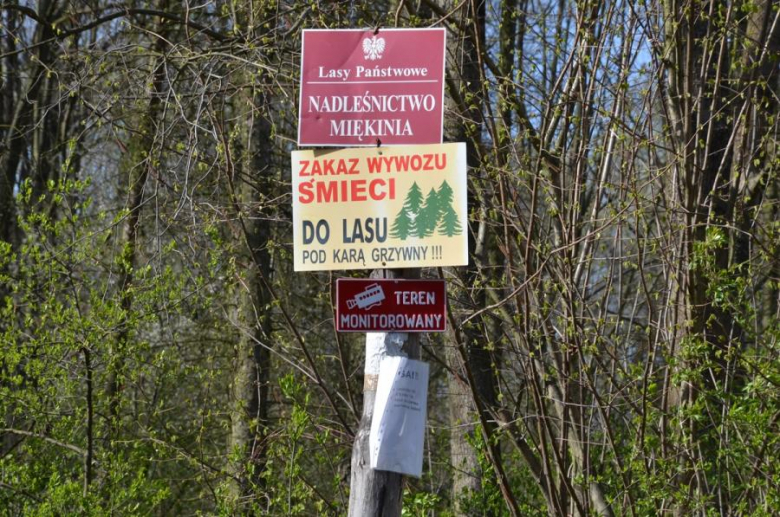 Lasy Państwowe
NADLEŚNICTWO
MIĘKINIA
ZAKAZ WYWOZU
ŚMIECI
DO LASU
POD KARĄ GRZYWNY !!!
TEREN
MONITOROWANY